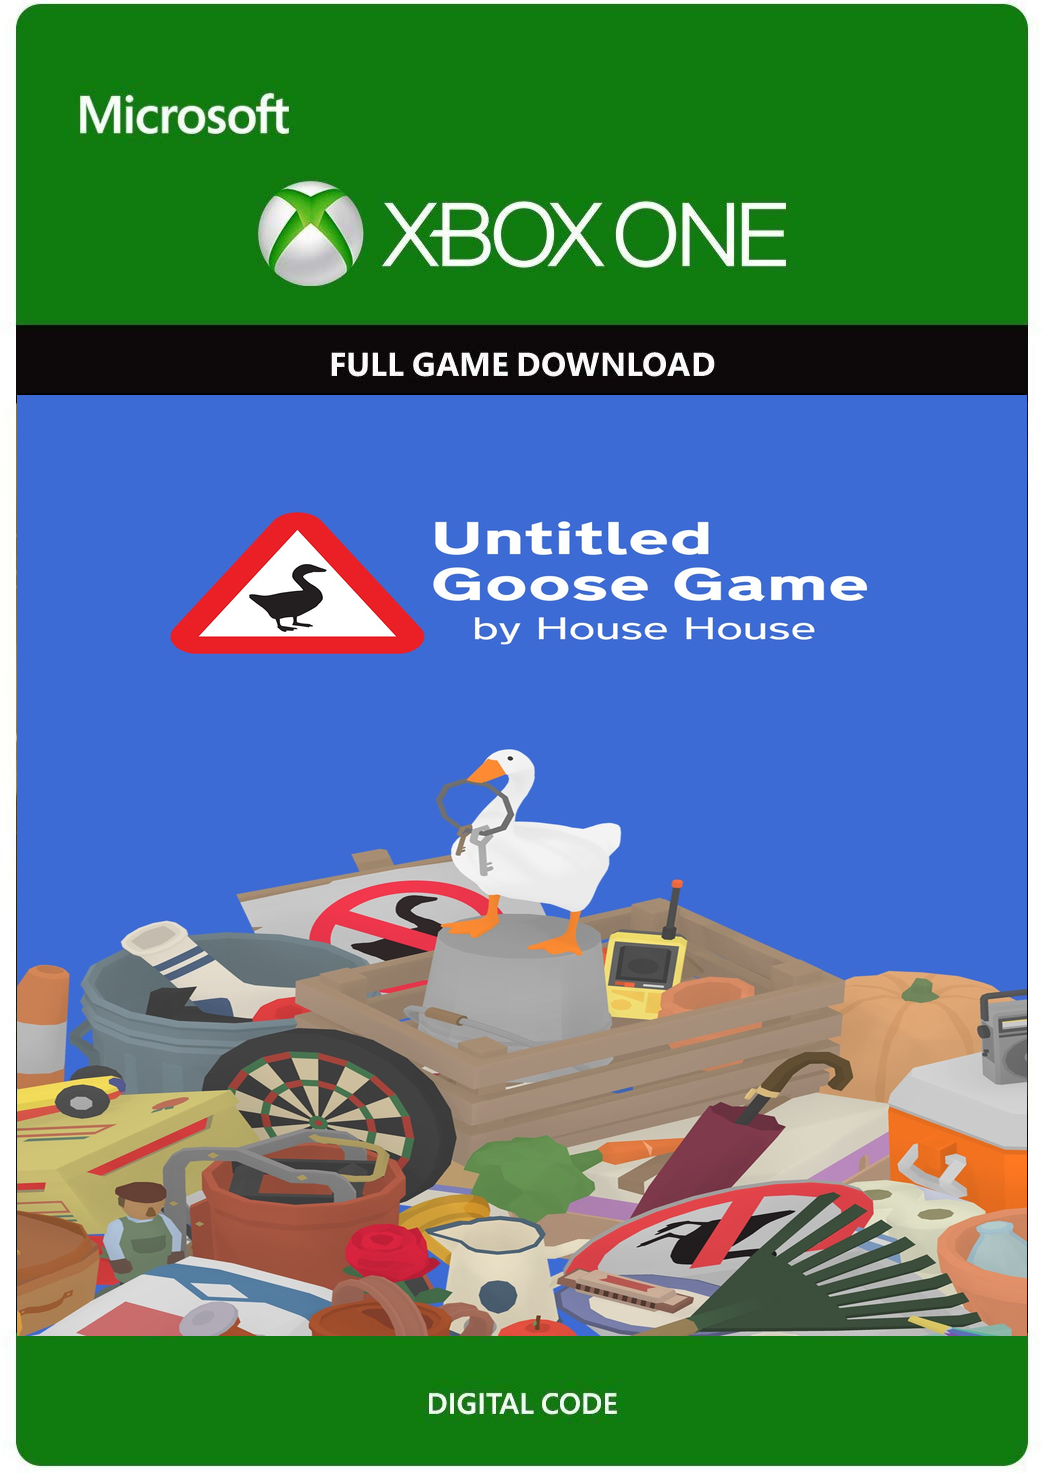 Microsoft
XBOX ONE
FULL GAME DOWNLOAD
Untitled
Goose Game
by House House
DIGITAL CODE